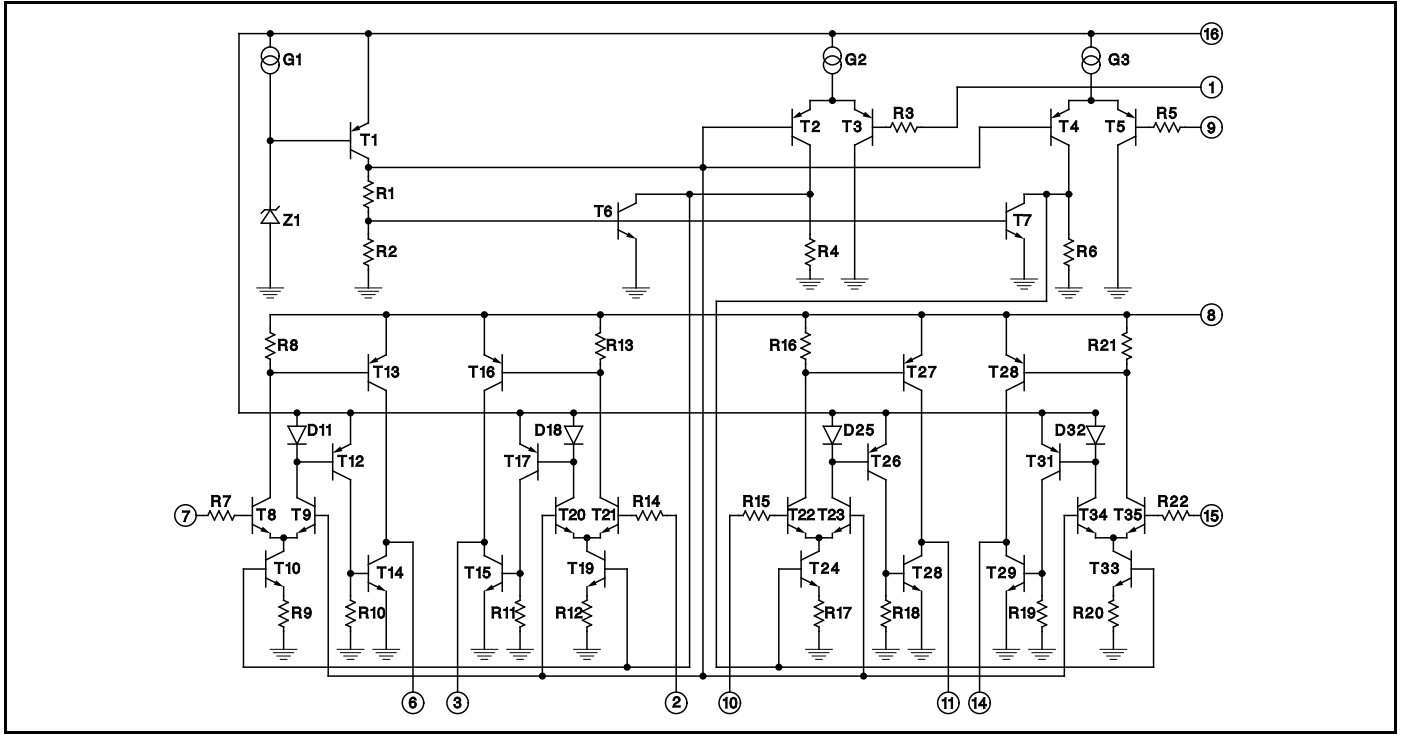 16
G1 G2 G3
1
R3 R5
T1 T2 T3 T4 T5 9
R1
T6 T7
Z1
R2 R4 R6
8
R8 R13 R16 R21
T13 T16 T27 T28
D11 D18 D25 D32
T12 T17 T26 T31
R7 R14 R15 R22
7 T8 T9 T20 T21 T22 T23 T34 T35 15
T10 T14 T15 T19 T24 T28 T29 T33
R9 R10 R11 R12 R17 R18 R19 R20
6 3 2 10 11 14